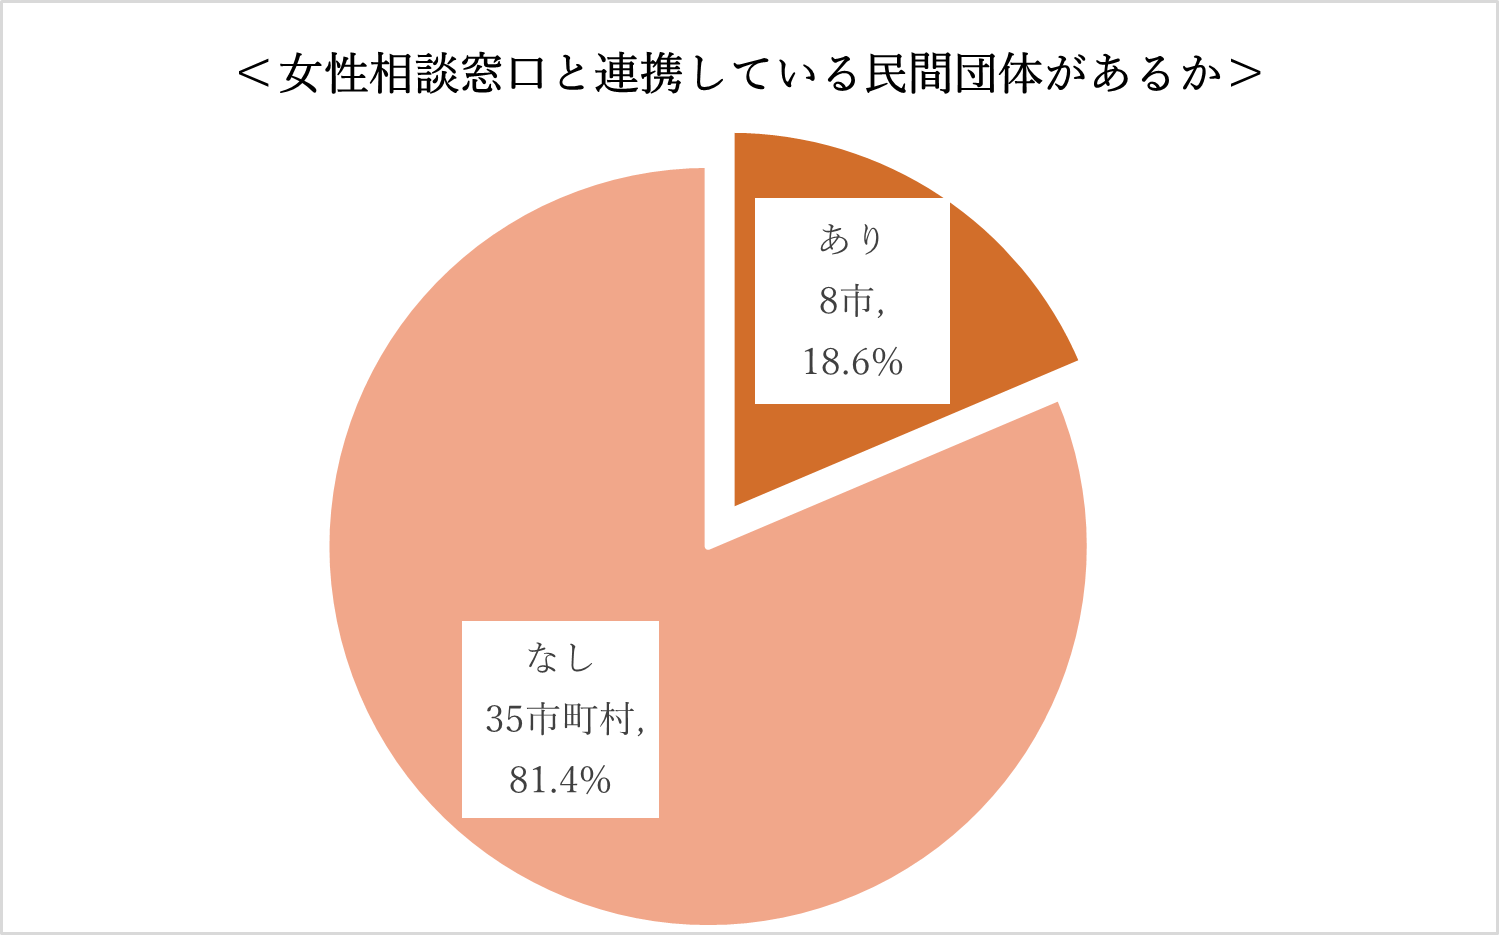 ＜女性相談窓口と連携している民間団体があるか＞
あり
8市,
18.6%
なし
35市町村,
81.4%